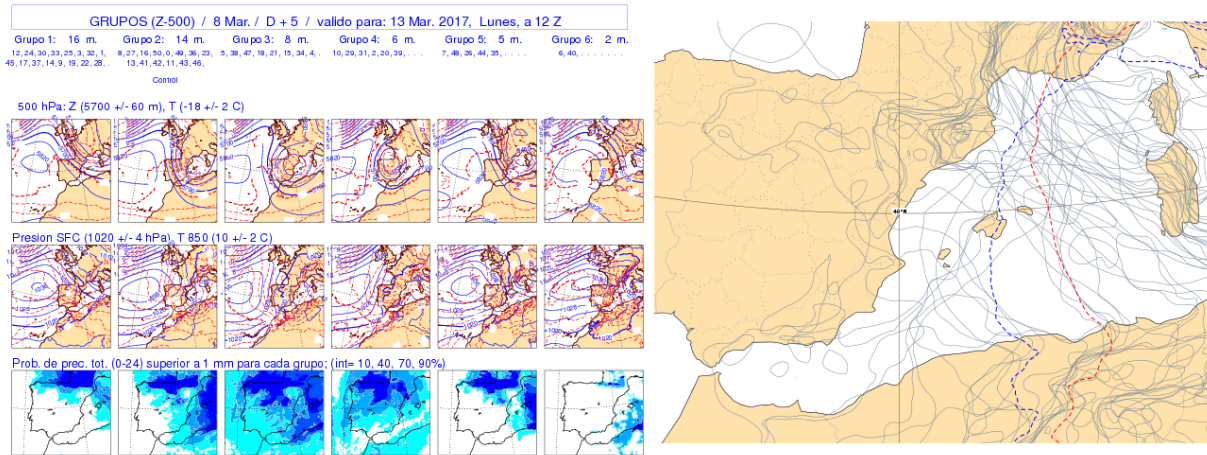 GRUPOS (Z-500) / 8 Mar. / D + 5 / valido para: 13 Mar. 2017, Lunes, a 12 Z
Grupo 1: 16 m. Grupo 2: 14 m. Grupo 3: 8 m. Grupo 4: 6 m. Grupo 5: 5 m. Grupo 6: 2 m.
12, 24, 30, 33, 25, 3, 32, 1, 8, 27, 16, 50, 0, 49, 36, 23, 5, 38, 47, 18, 21, 15, 34, 4, . 10, 29, 31, 2, 20, 39, . . . . 7, 48, 26, 44, 35, . . . . . 6, 40, . . . . . . . .
45, 17, 37, 14, 9, 19, 22, 28, . 13, 41, 42, 11, 43, 46,
Control
500 hPa: Z (5700 +/- 60 m), T (-18 +/- 2 C)
Presion SFC (1020 +/- 4 hPa), T 850 (10 +/- 2 C)
Prob. de prec. tot. (0-24) superior a 1 mm para cada grupo; (int= 10, 40, 70, 90%)
40°N